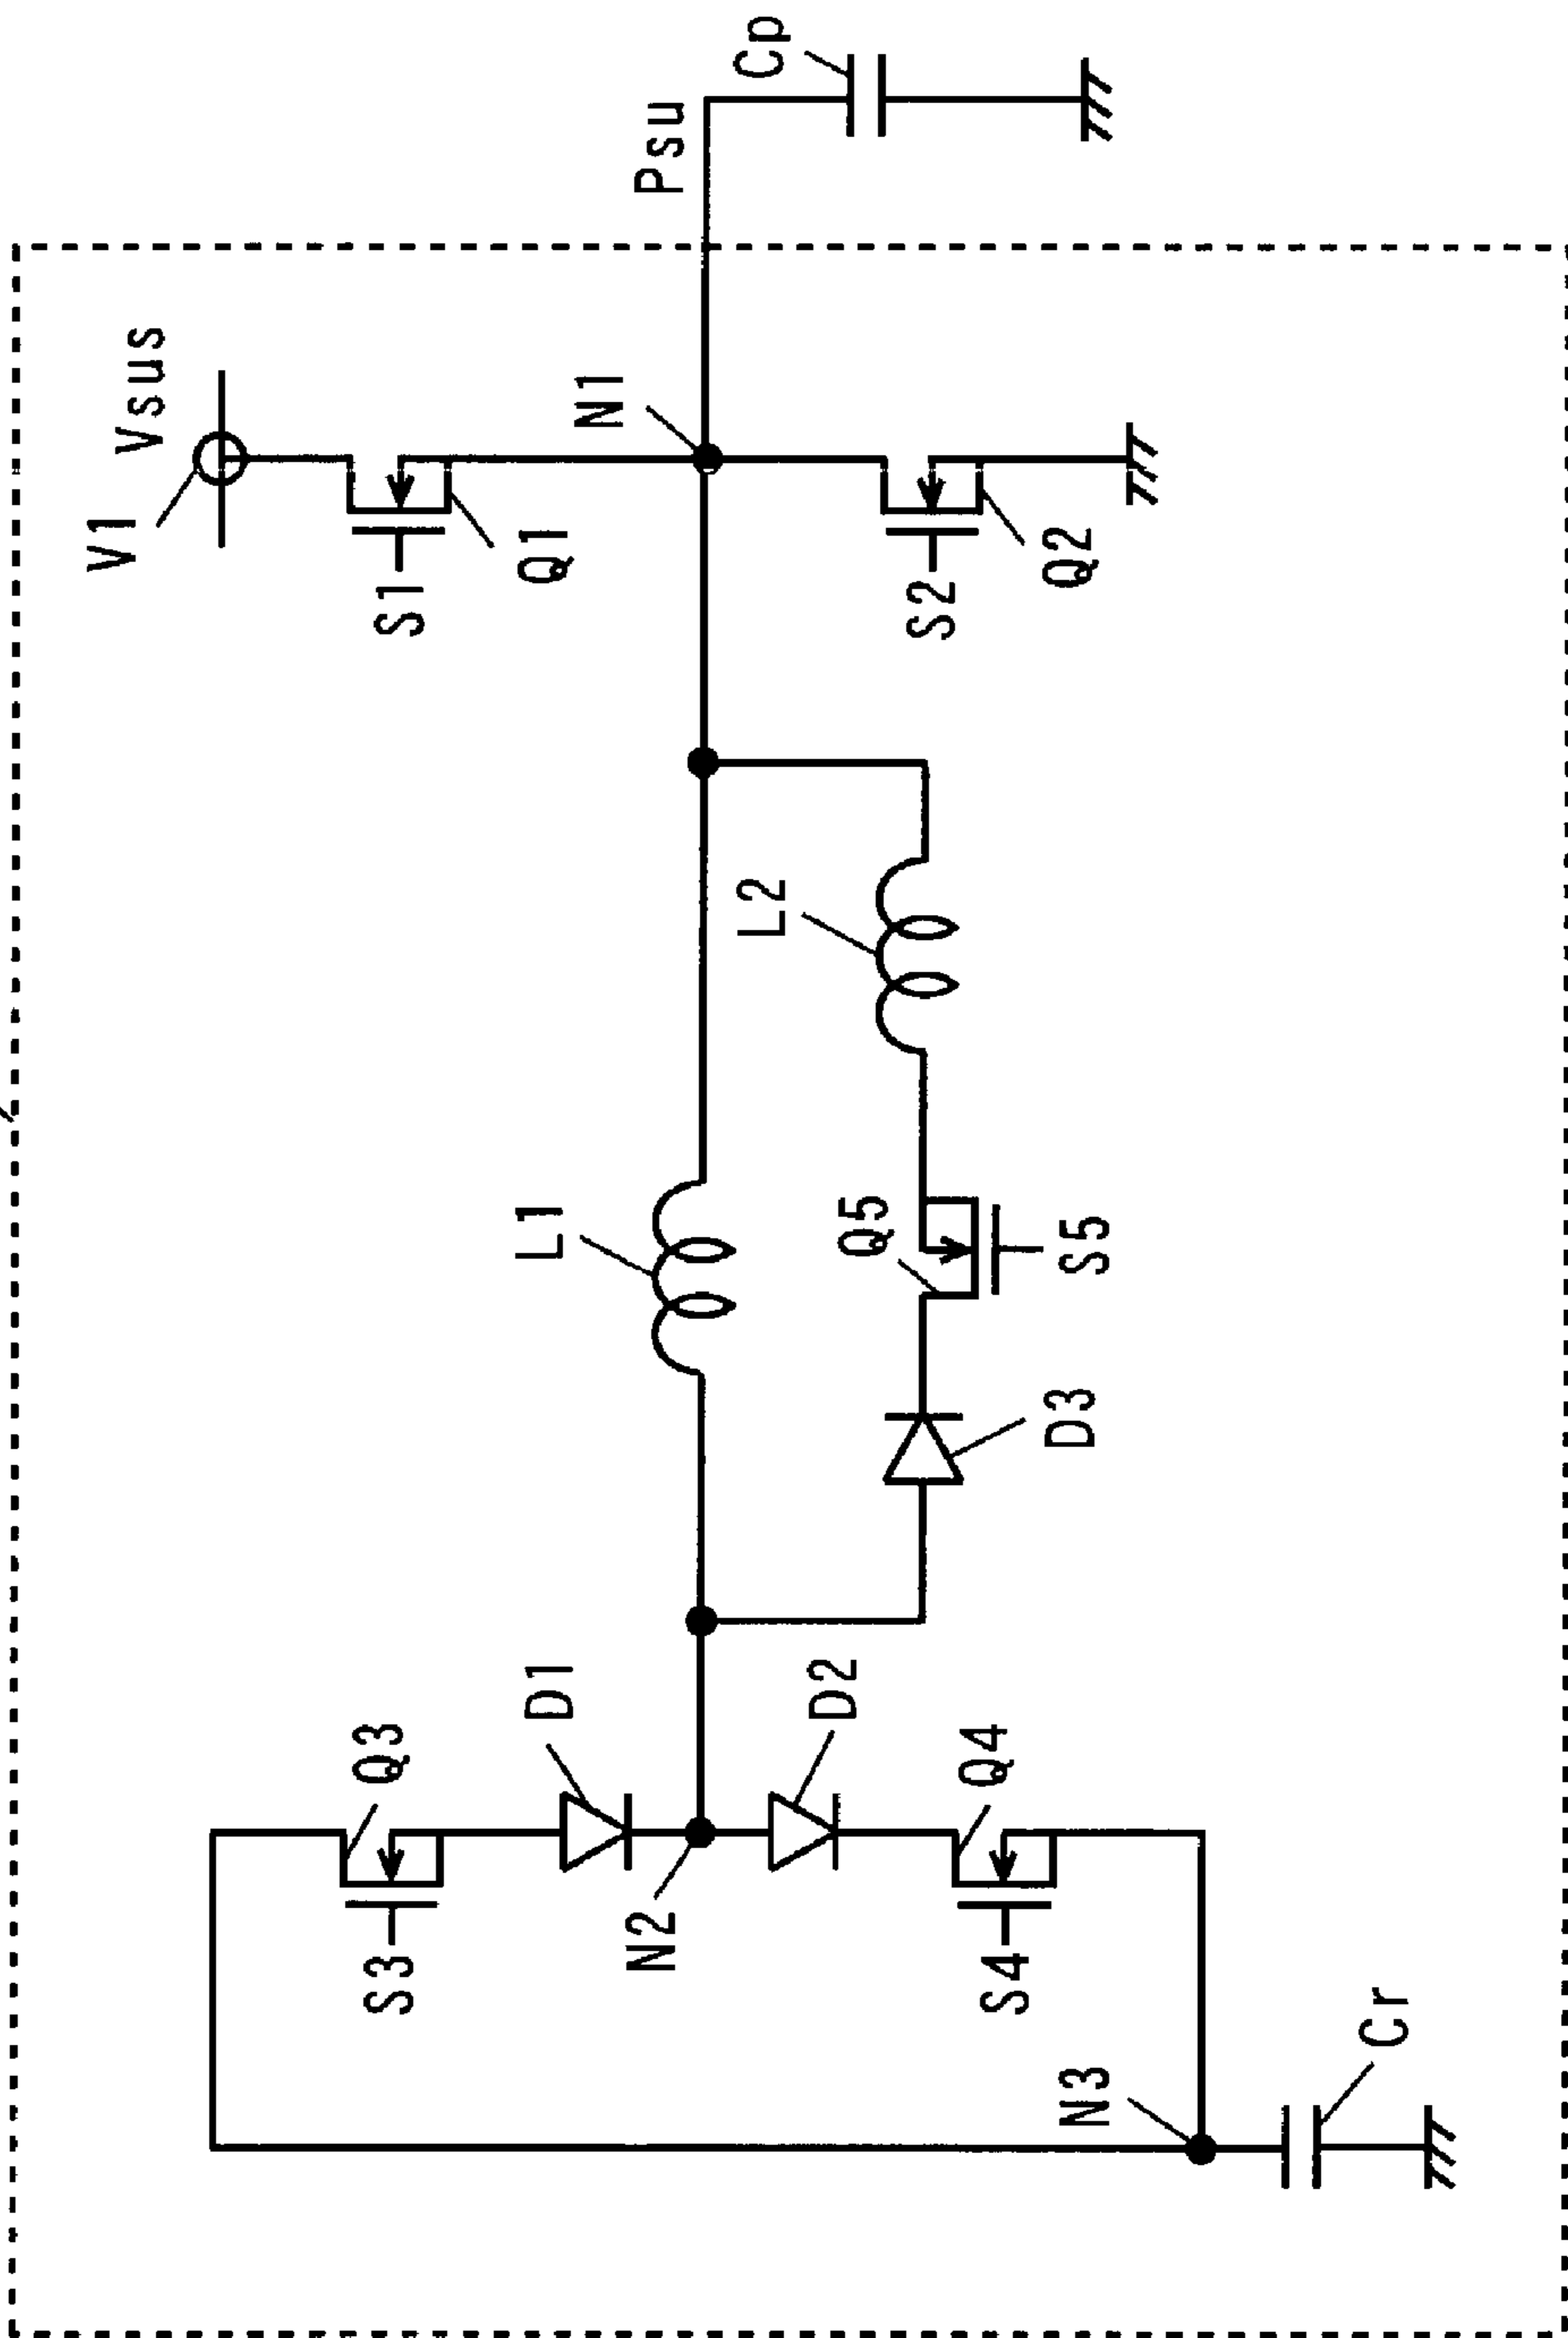 Cp
Psu
Vsus
V1
N1
S1
Q1
S2
Q2
L2
L1
Q5
S5
D3
D1
D2
Q3
Q4
N2
S3
S4
Cr
N3